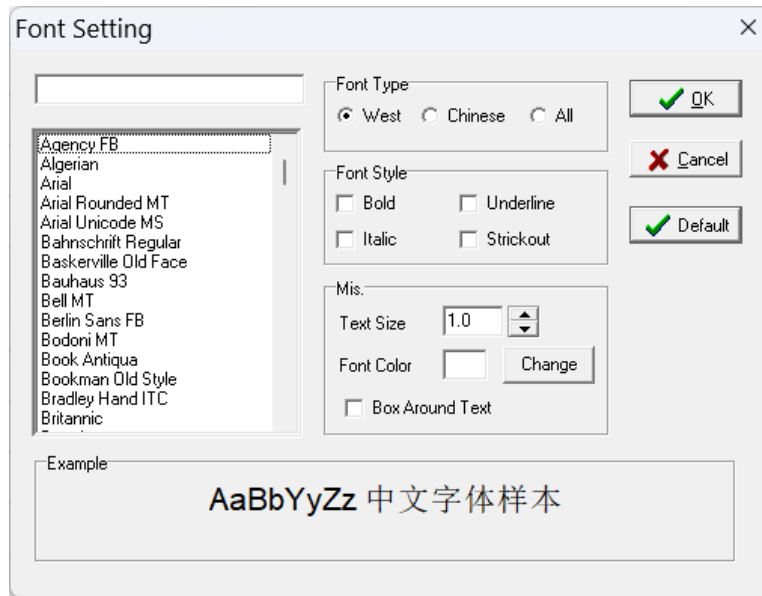 Font Setting
Font Type
West Chinese All
OK
Cancel
Default
Agency FB
Algerian
Arial
Arial Rounded MT
Arial Unicode MS
Bahnschrift Regular
Baskerville Old Face
Bauhaus 93
Bell MT
Berlin Sans FB
Bodoni MT
Book Antiqua
Bookman Old Style
Bradley Hand ITC
Britannic
Font Style
Bold Underline
Italic Strickout
Mis.
Text Size 1.0
Font Color Change
Box Around Text
Example
AaBbYyZz 中文字体样本